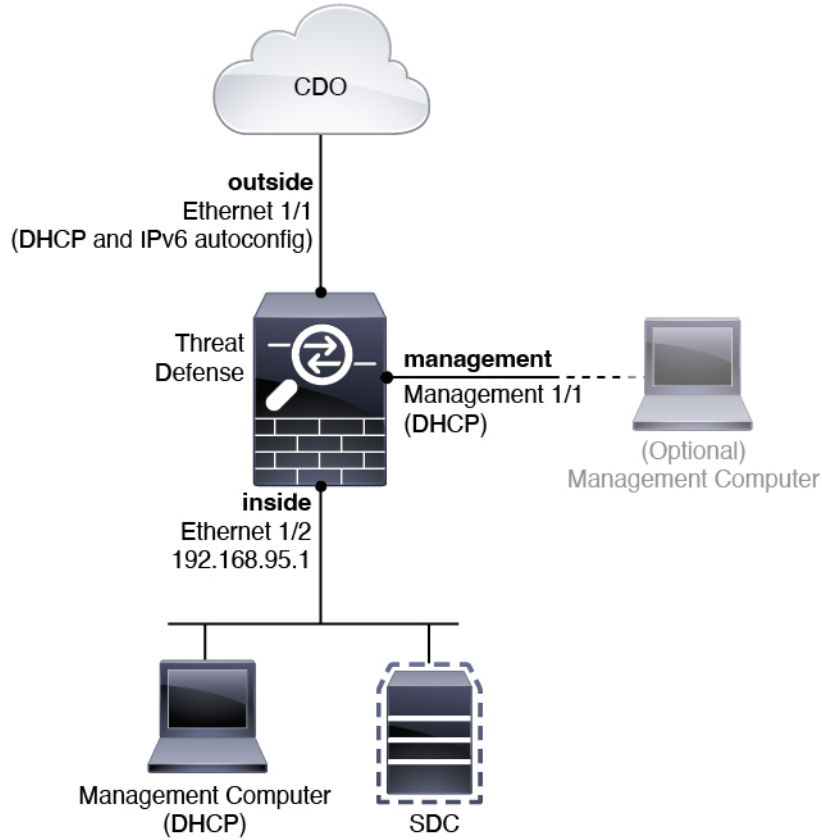 CDO
outside
Ethernet 1/1
(DHCP and IPv6 autoconfig)
Threat
Defense
management
Management 1/1
(DHCP)
(Optional)
Management Computer
inside
Ethernet 1/2
192.168.95.1
Management Computer
(DHCP)
SDC